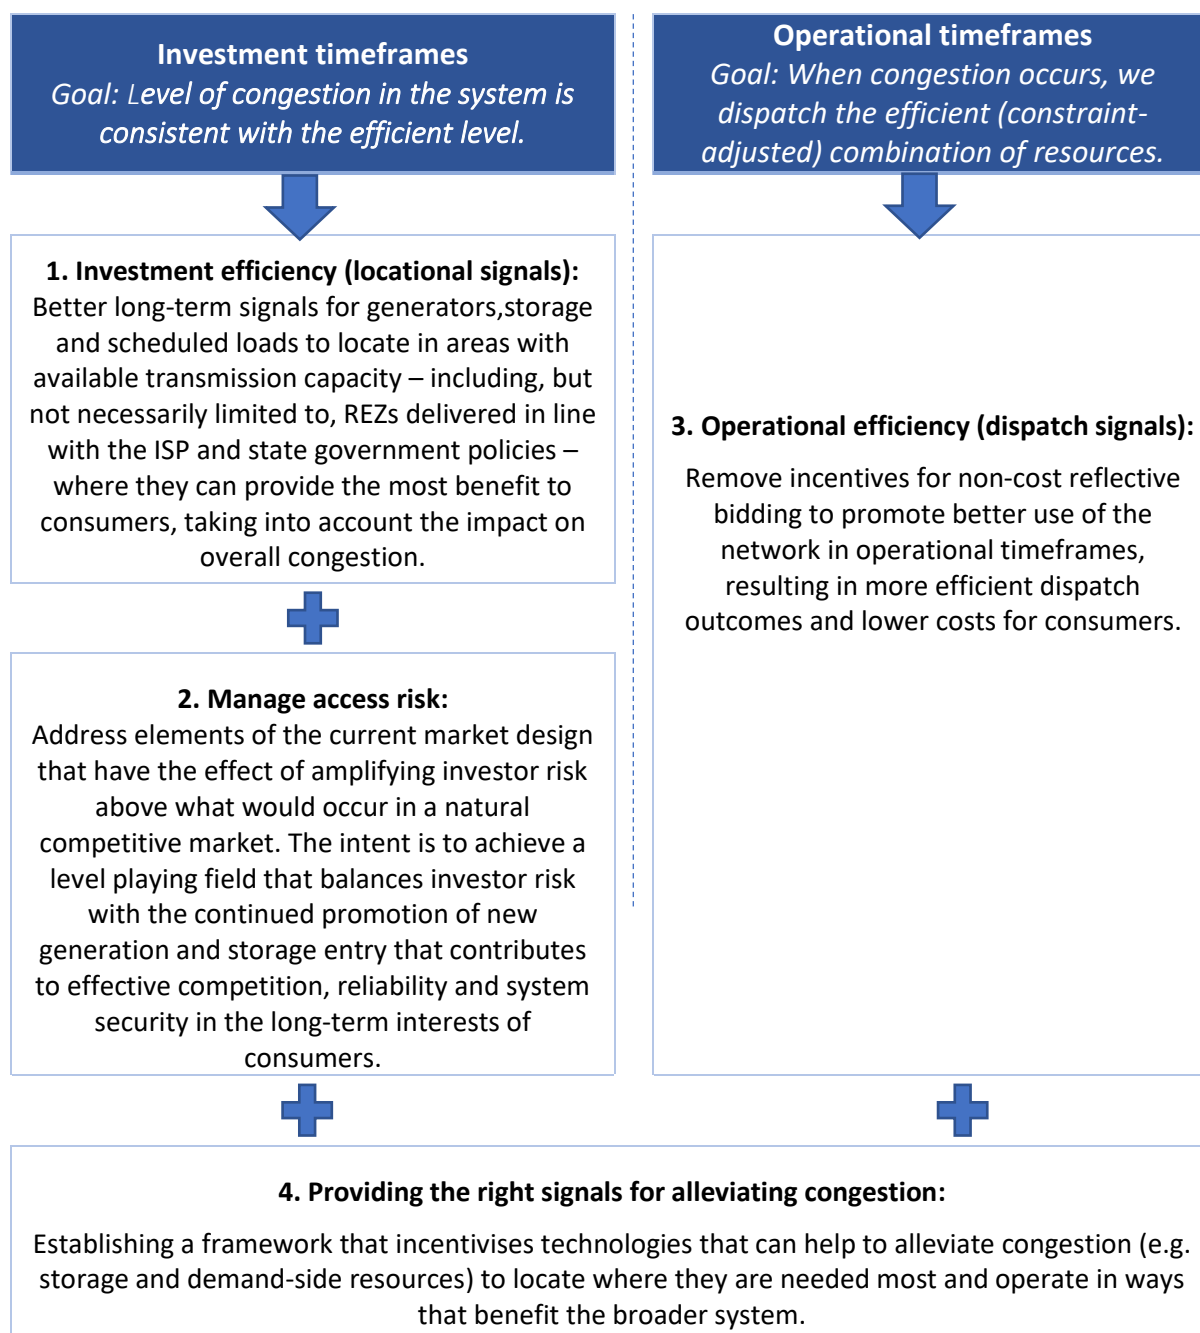 Investment timeframes
Goal: Level of congestion in the system is
consistent with the efficient level.
1. Investment efficiency (locational signals):
Better long-term signals for generators,storage
and scheduled loads to locate in areas with
available transmission capacity – including, but
not necessarily limited to, REZs delivered in line
with the ISP and state government policies –
where they can provide the most benefit to
consumers, taking into account the impact on
overall congestion.
2. Manage access risk:
Address elements of the current market design
that have the effect of amplifying investor risk
above what would occur in a natural
competitive market. The intent is to achieve a
level playing field that balances investor risk
with the continued promotion of new
generation and storage entry that contributes
to effective competition, reliability and system
security in the long-term interests of
consumers.
Operational timeframes
Goal: When congestion occurs, we
dispatch the efficient (constraint-
adjusted) combination of resources.
3. Operational efficiency (dispatch signals):
Remove incentives for non-cost reflective
bidding to promote better use of the
network in operational timeframes,
resulting in more efficient dispatch
outcomes and lower costs for consumers.
4. Providing the right signals for alleviating congestion:
Establishing a framework that incentivises technologies that can help to alleviate congestion (e.g.
storage and demand-side resources) to locate where they are needed most and operate in ways
that benefit the broader system.